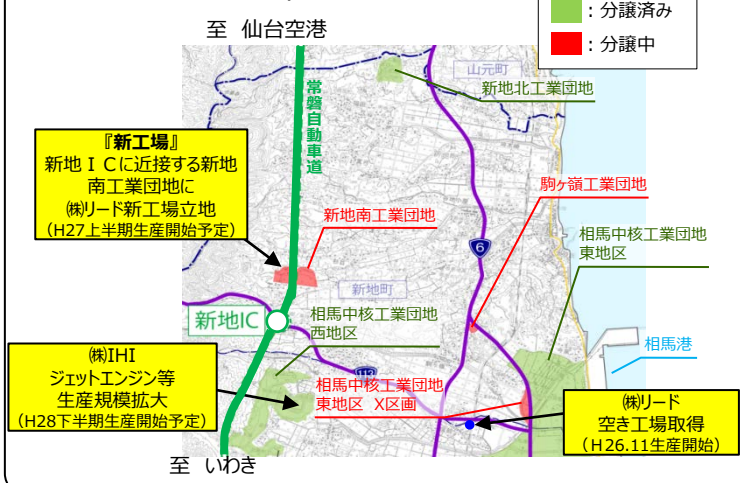 ：分譲済み
：分譲中
至 仙台空港
常磐自動車道
山元町
新地北工業団地
『新工場』
新地ＩＣに近接する新地
南工業団地に
㈱リード新工場立地
（H27上半期生産開始予定）
駒ヶ嶺工業団地
新地南工業団地
6
相馬中核工業団地
東地区
新地町
新地IC
相馬中核工業団地
西地区
相馬港
113
㈱IHI
ジェットエンジン等
生産規模拡大
（H28下半期生産開始予定）
相馬中核工業団地
東地区 X区画
㈱リード
空き工場取得
（H26.11生産開始）
至 いわき